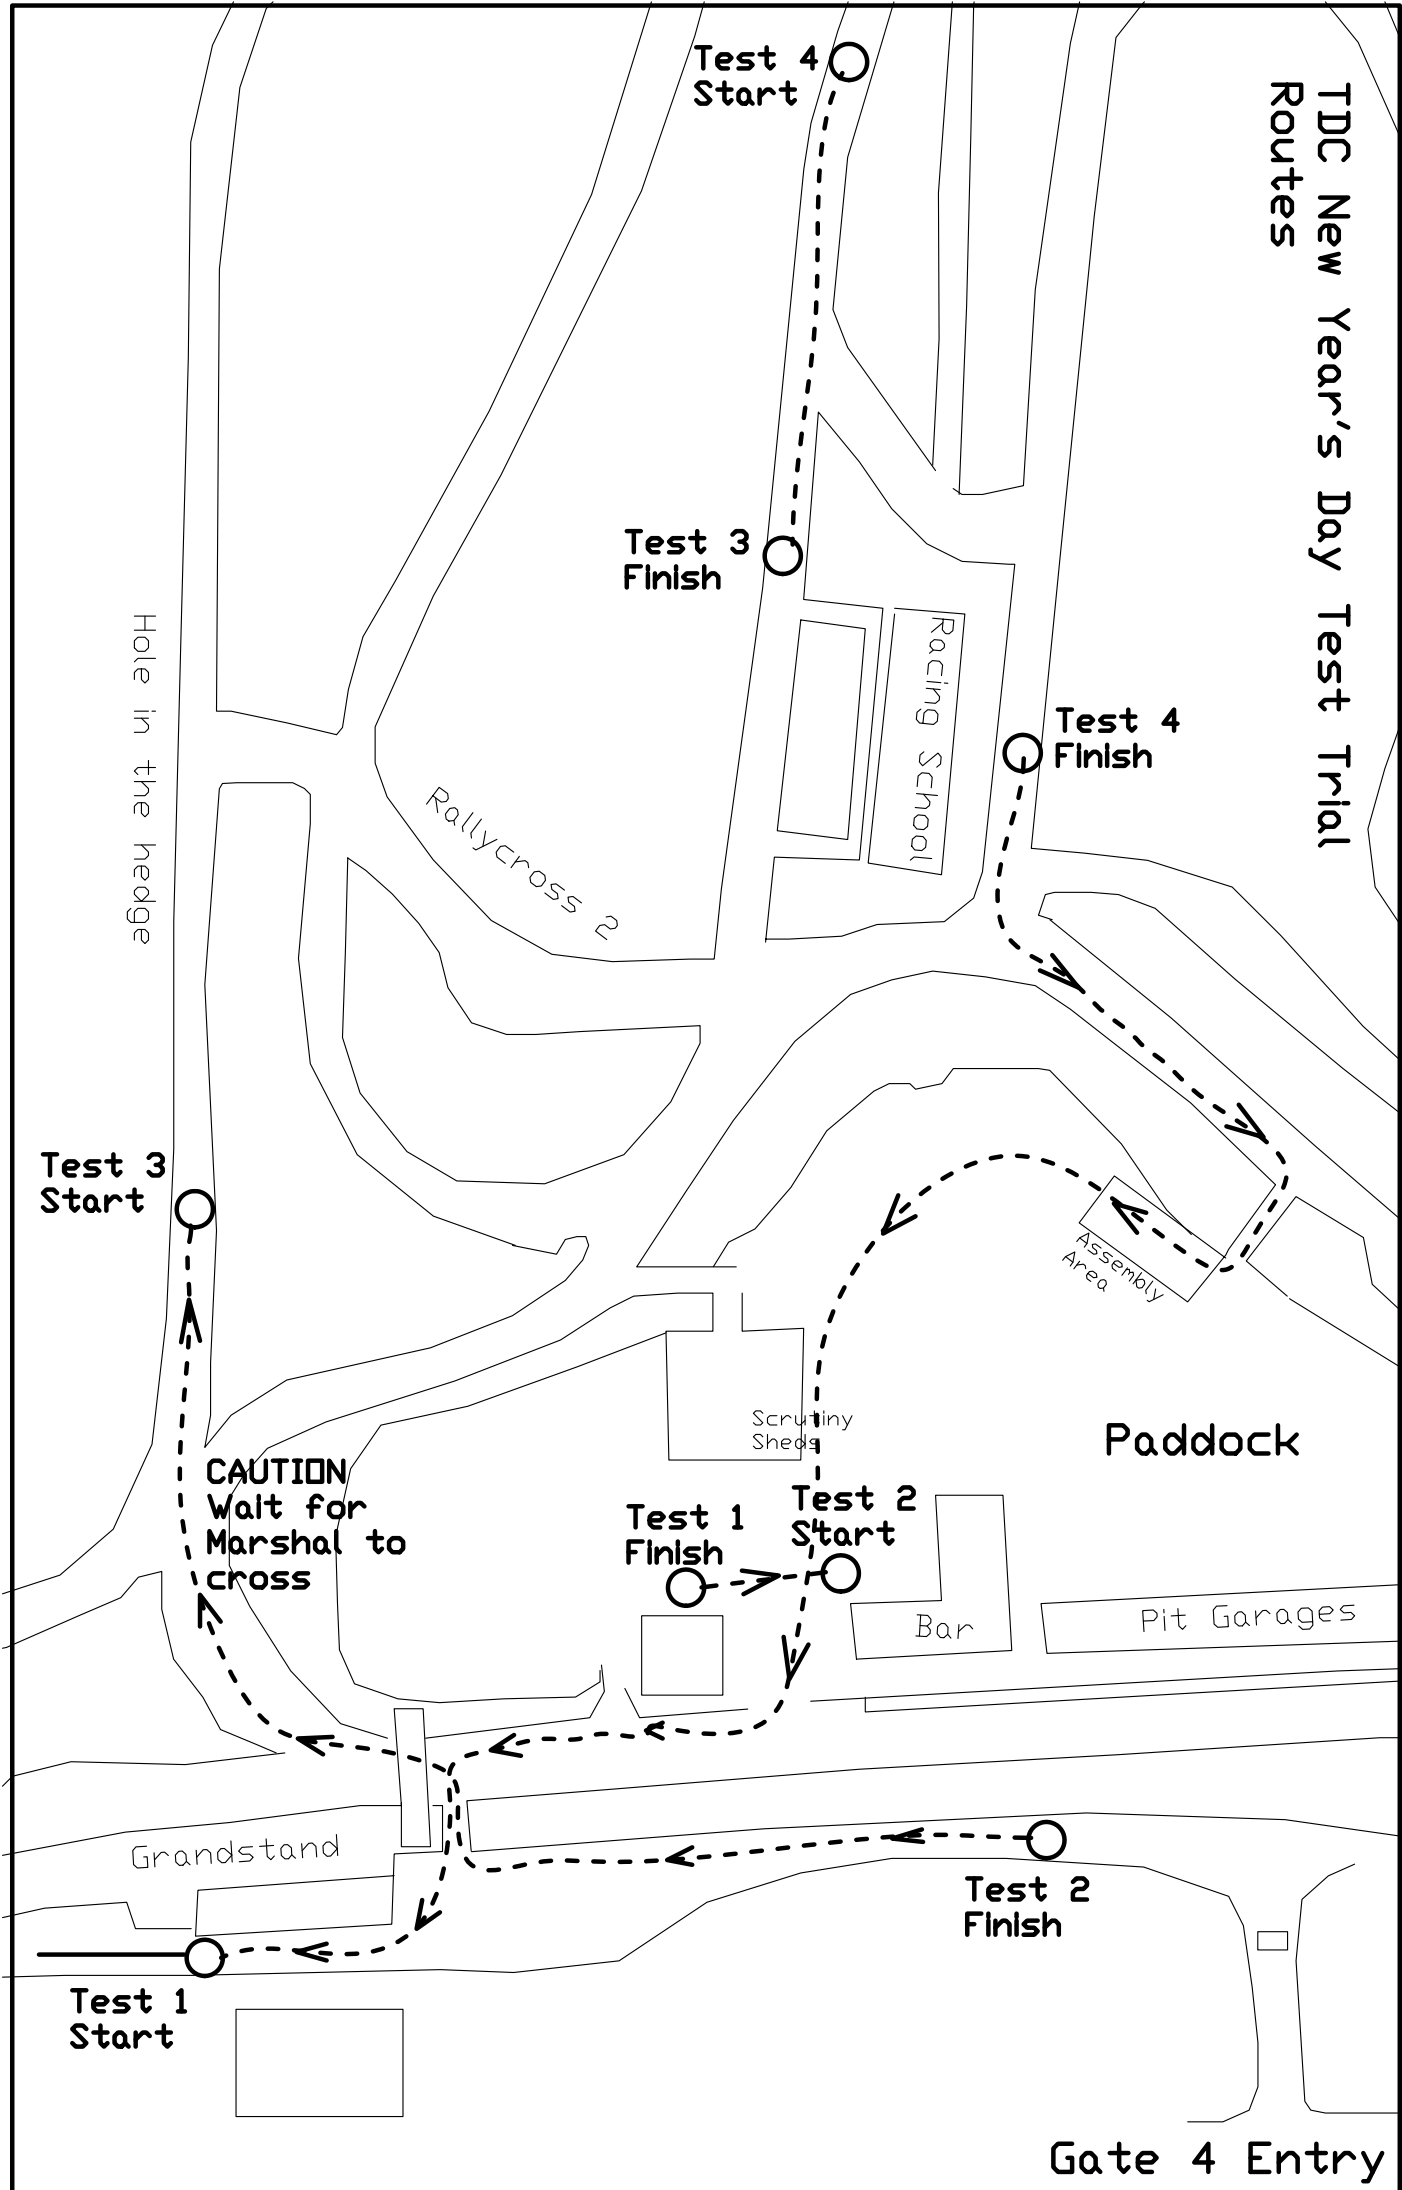 TDC New Year's Day Test Trial
Routes
Test 4
Start
Test 3
Finish
Racing School
Test 4
Finish
Hole in the hedge
Rallycross 2
Test 3
Start
Assembly
Area
Scrutiny
Sheds
Paddock
CAUTION
Wait for
Marshal to
cross
Test 1
Finish
Test 2
Start
Bar
Pit Garages
Grandstand
Test 2
Finish
Test 1
Start
Gate 4 Entry